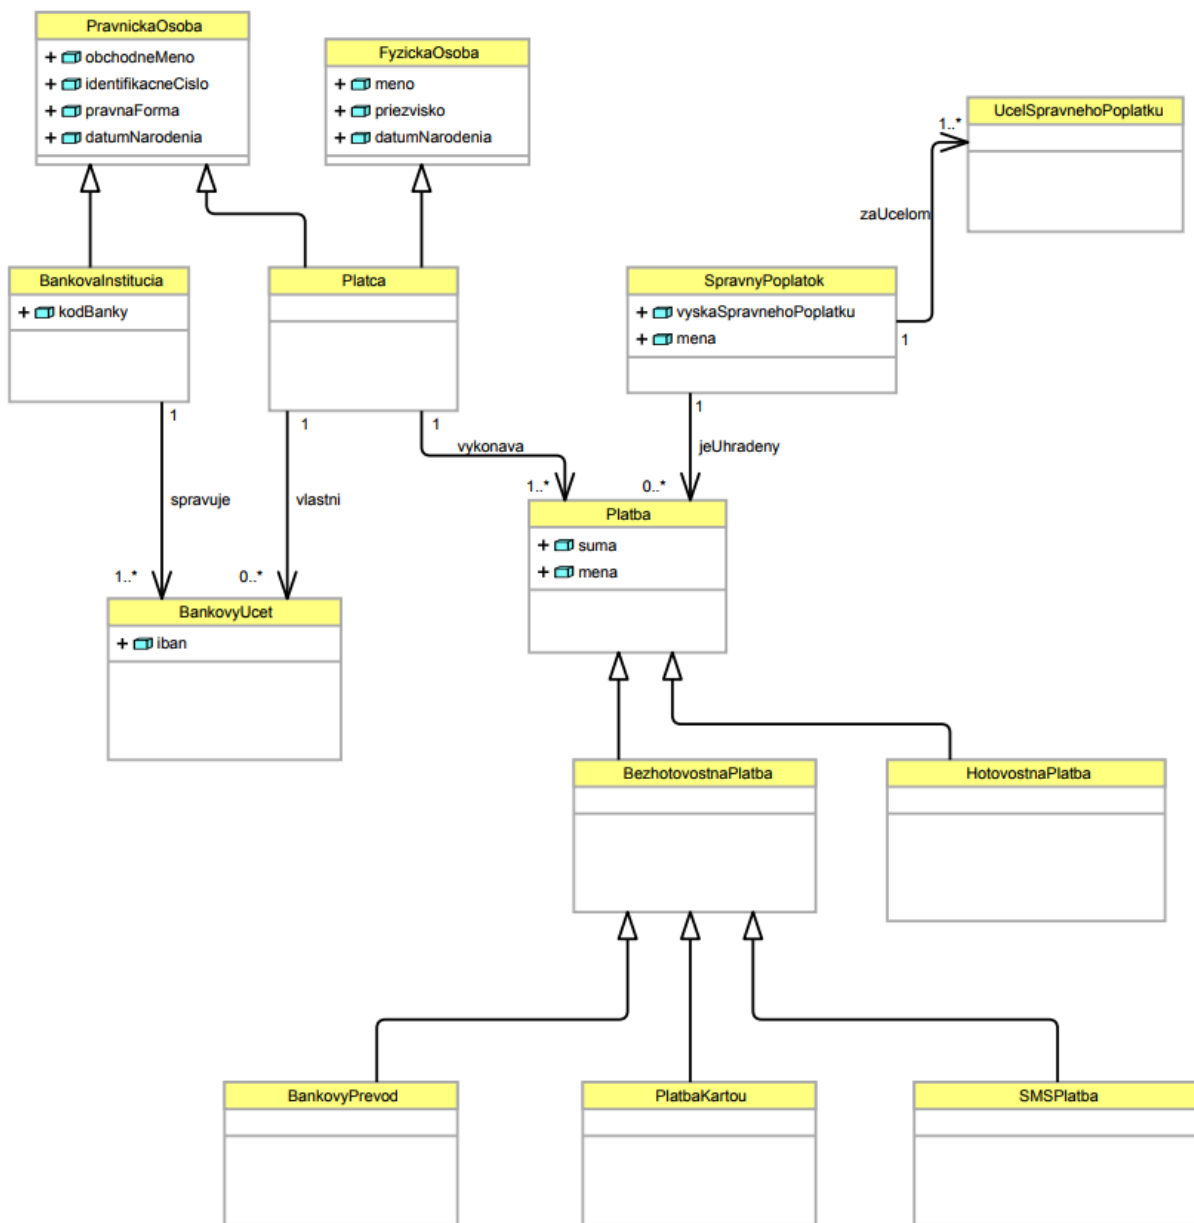 PravnickaOsoba
+ obchodneMeno
+ identifikacneCislo
+ pravnaForma
+ datumNarodenia
FyzickaOsoba
+ meno
+ priezvisko
+ datumNarodenia
UcelSpravnehoPoplatku
1..*
zaUcelom
BankovaInstitucia
+ kodBanky
Platca
SpravnyPoplatok
+ vyskaSpravnehoPoplatku
+ mena
1
1
1
1
1
vykonava
jeUhradeny
spravuje
vlastni
1..*
0..*
Platba
+ suma
+ mena
1..*
0..*
BankovyUcet
+ iban
BezhotovostnaPlatba
HotovostnaPlatba
BankovyPrevod
PlatbaKartou
SMSPlatba